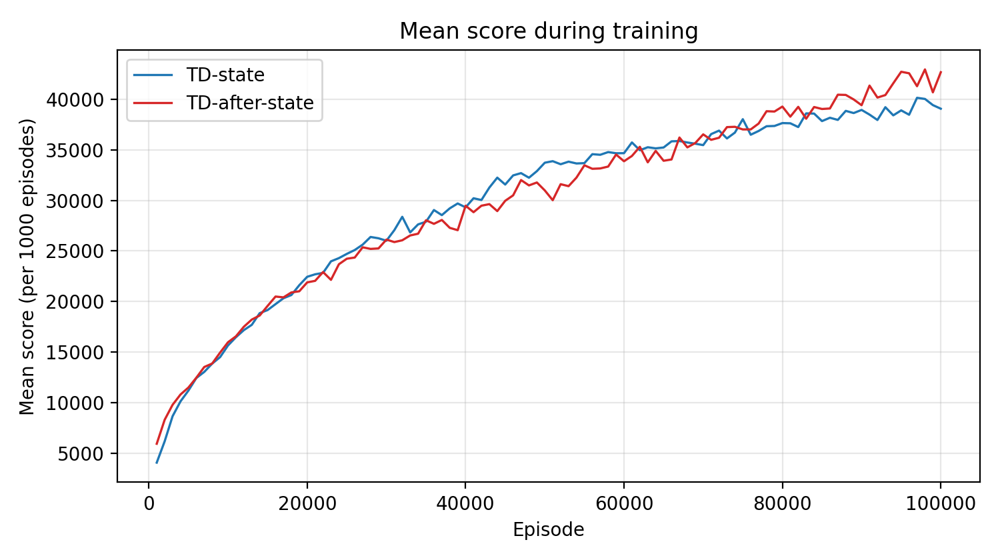 Mean score during training
TD-state
TD-after-state
Mean score (per 1000 episodes)
40000
35000
30000
25000
20000
15000
10000
5000
0
20000
40000
60000
80000
100000
Episode